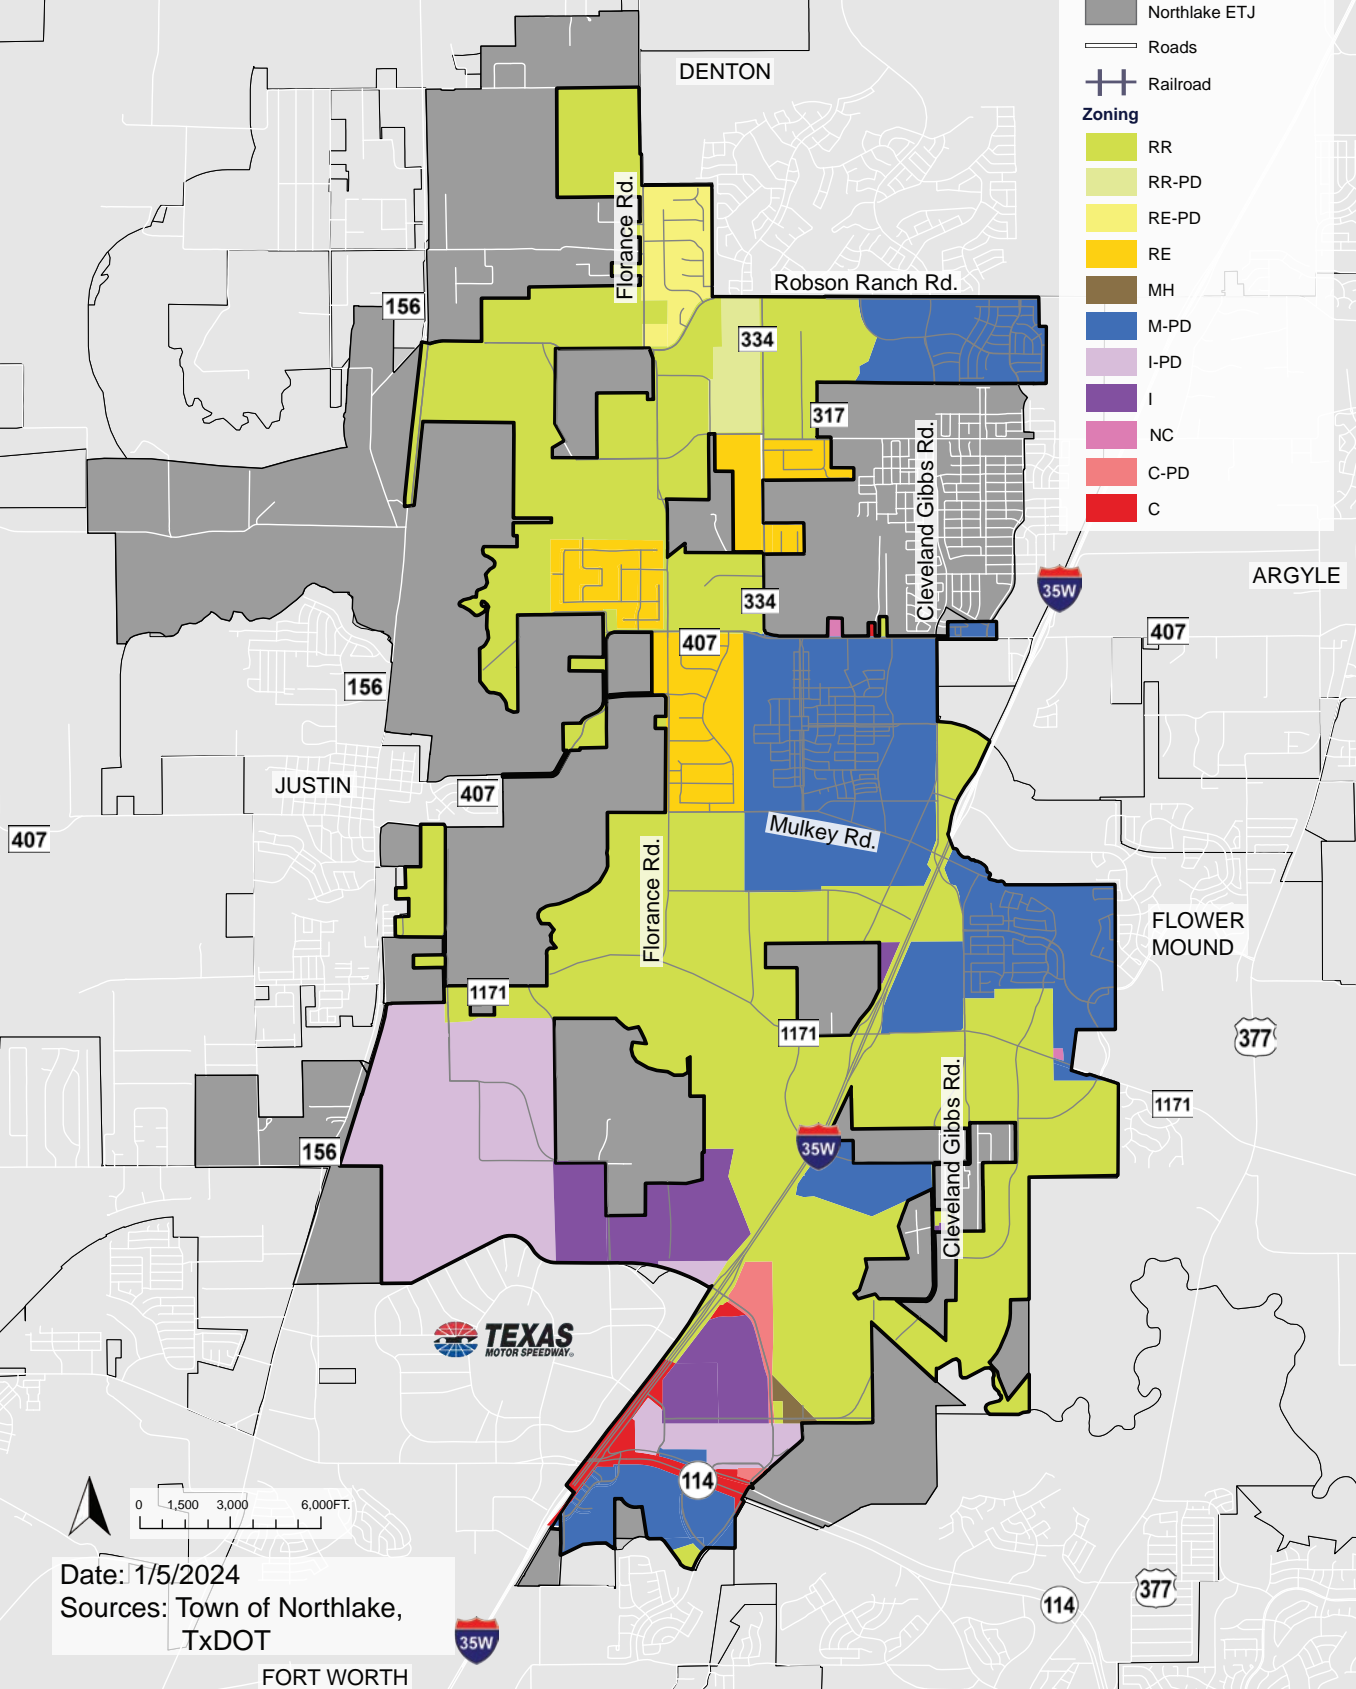 Northlake ETJ
Roads
Railroad
Zoning
RR
RR-PD
RE-PD
RE
MH
M-PD
I-PD
I
NC
C-PD
C
DENTON
Florance Rd.
Robson Ranch Rd.
156
334
317
Cleveland Gibbs Rd.
35W
ARGYLE
334
407
407
156
JUSTIN
407
407
Mulkey Rd.
Florance Rd.
FLOWER
MOUND
1171
1171
377
Cleveland Gibbs Rd.
1171
35W
156
TEXAS
MOTOR SPEEDWAY
114
0 1,500 3,000 6,000FT.
Date: 1/5/2024
Sources: Town of Northlake,
TxDOT
377
114
35W
FORT WORTH